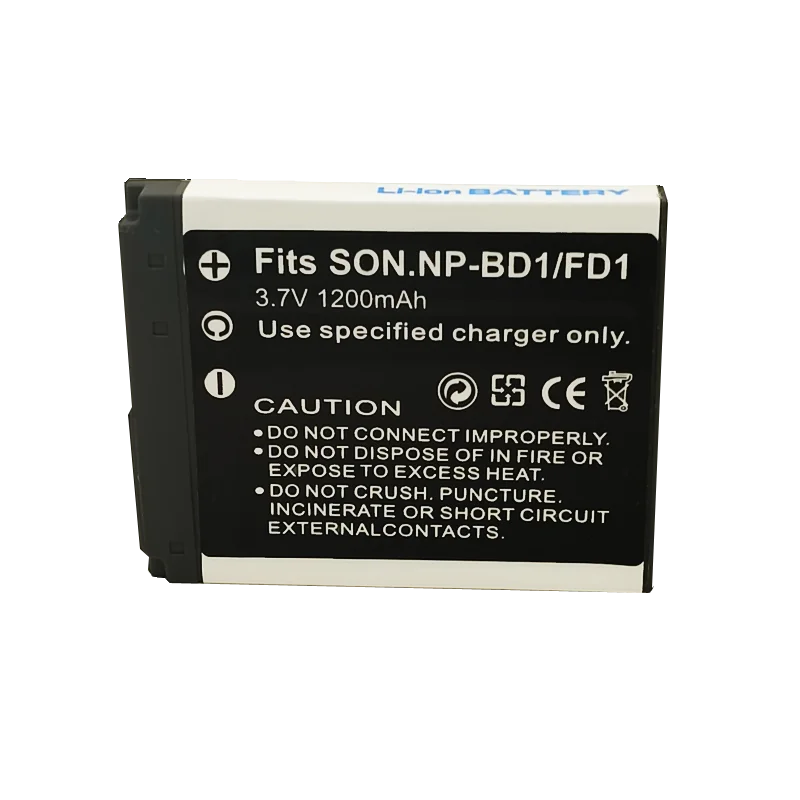 Li-ion BATTERY
Fits SON.NP-BD1/FD1
3.7V 1200mAh
Use specified charger only.
CE
CAUTION
•DO NOT CONNECT IMPROPERLY.
•DO NOT DISPOSE OF IN FIRE OR
EXPOSE TO EXCESS HEAT.
•DO NOT CRUSH. PUNCTURE.
INCINERATE OR SHORT CIRCUIT
EXTERNALCONTACTS.